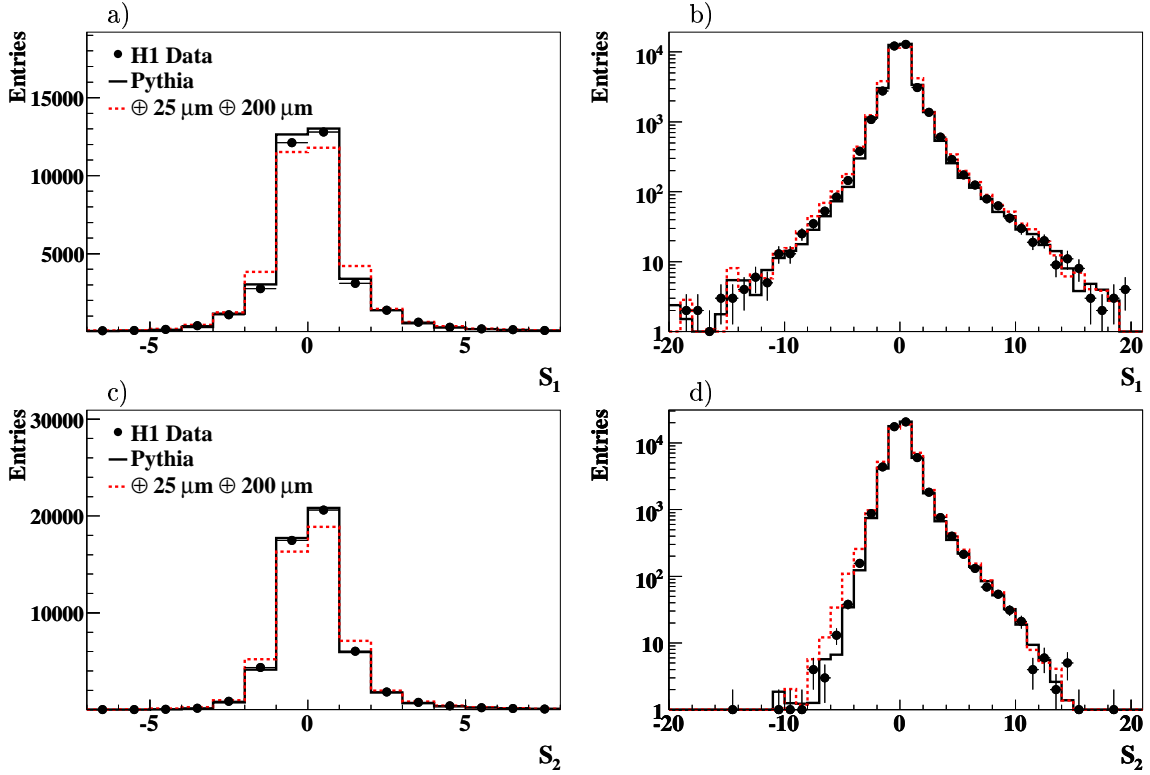 a)
Entries
H1 Data
Pythia
⊕ 25 μm ⊕ 200 μm
15000
10000
5000
-5 0 5
S1
b)
Entries
10^4
10^3
10^2
10
1
-20 -10 0 10 20
S1
c)
Entries
30000
H1 Data
Pythia
⊕ 25 μm ⊕ 200 μm
20000
10000
-5 0 5
S2
d)
Entries
10^4
10^3
10^2
10
1
-20 -10 0 10 20
S2